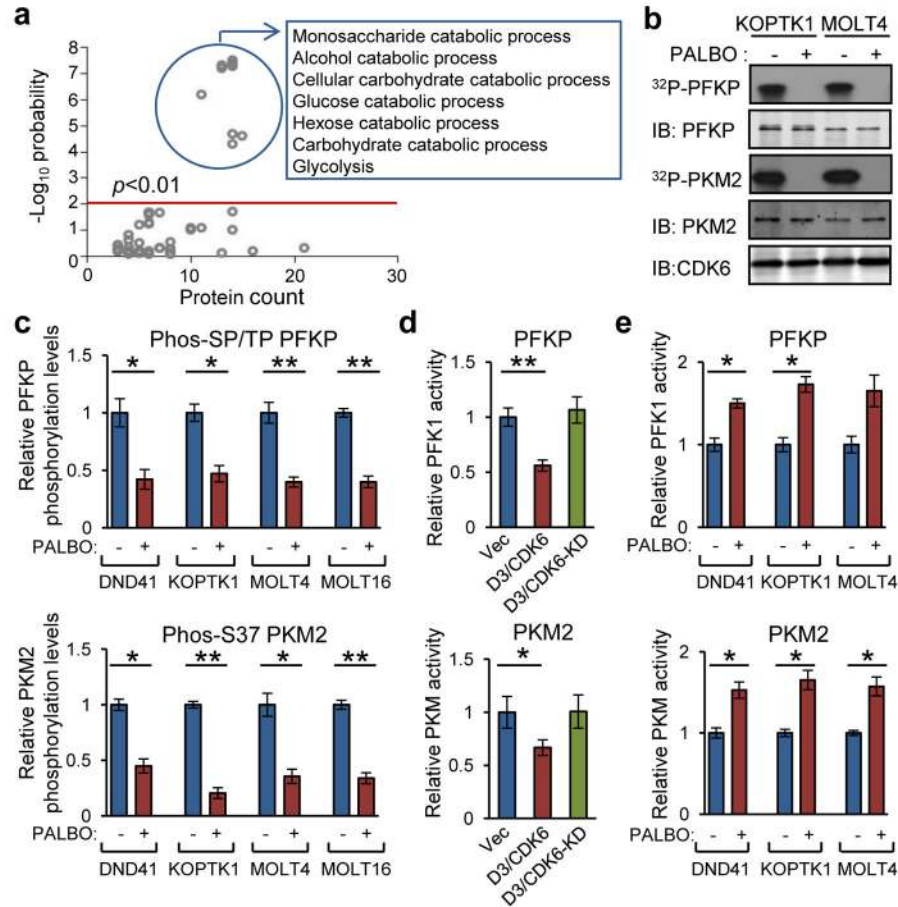 a
-Log10 probability
8
7
6
5
4
3
2
1
0
p<0.01
0
10
20
30
Protein count
Monosaccharide catabolic process
Alcohol catabolic process
Cellular carbohydrate catabolic process
Glucose catabolic process
Hexose catabolic process
Carbohydrate catabolic process
Glycolysis
b
KOPTK1 MOLT4
PALBO : - + - +
32P-PFKP
IB: PFKP
32P-PKM2
IB: PKM2
IB:CDK6
c
Phos-SP/TP PFKP
Relative PFKP
phosphorylation levels
1.5
1
0.5
0
* * ** **
PALBO: - + - + - + - +
DND41 KOPTK1 MOLT4 MOLT16
Phos-S37 PKM2
Relative PKM2
phosphorylation levels
1.5
1
0.5
0
* ** * **
PALBO: - + - + - + - +
DND41 KOPTK1 MOLT4 MOLT16
d
PFKP
Relative PFK1 activity
1.5
1
0.5
0
**
Vec
D3/CDK6
D3/CDK6-KD
PKM2
Relative PKM activity
1.5
1
0.5
0
*
Vec
D3/CDK6
D3/CDK6-KD
e
PFKP
Relative PFK1 activity
2
1
0
* *
PALBO: - + - + - +
DND41 KOPTK1 MOLT4
PKM2
Relative PKM activity
2
1
0
* * *
PALBO: - + - + - +
DND41 KOPTK1 MOLT4